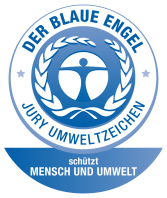 DER BLAUE ENGEL
JURY UMWELTZEICHEN
schützt
MENSCH UND UMWELT